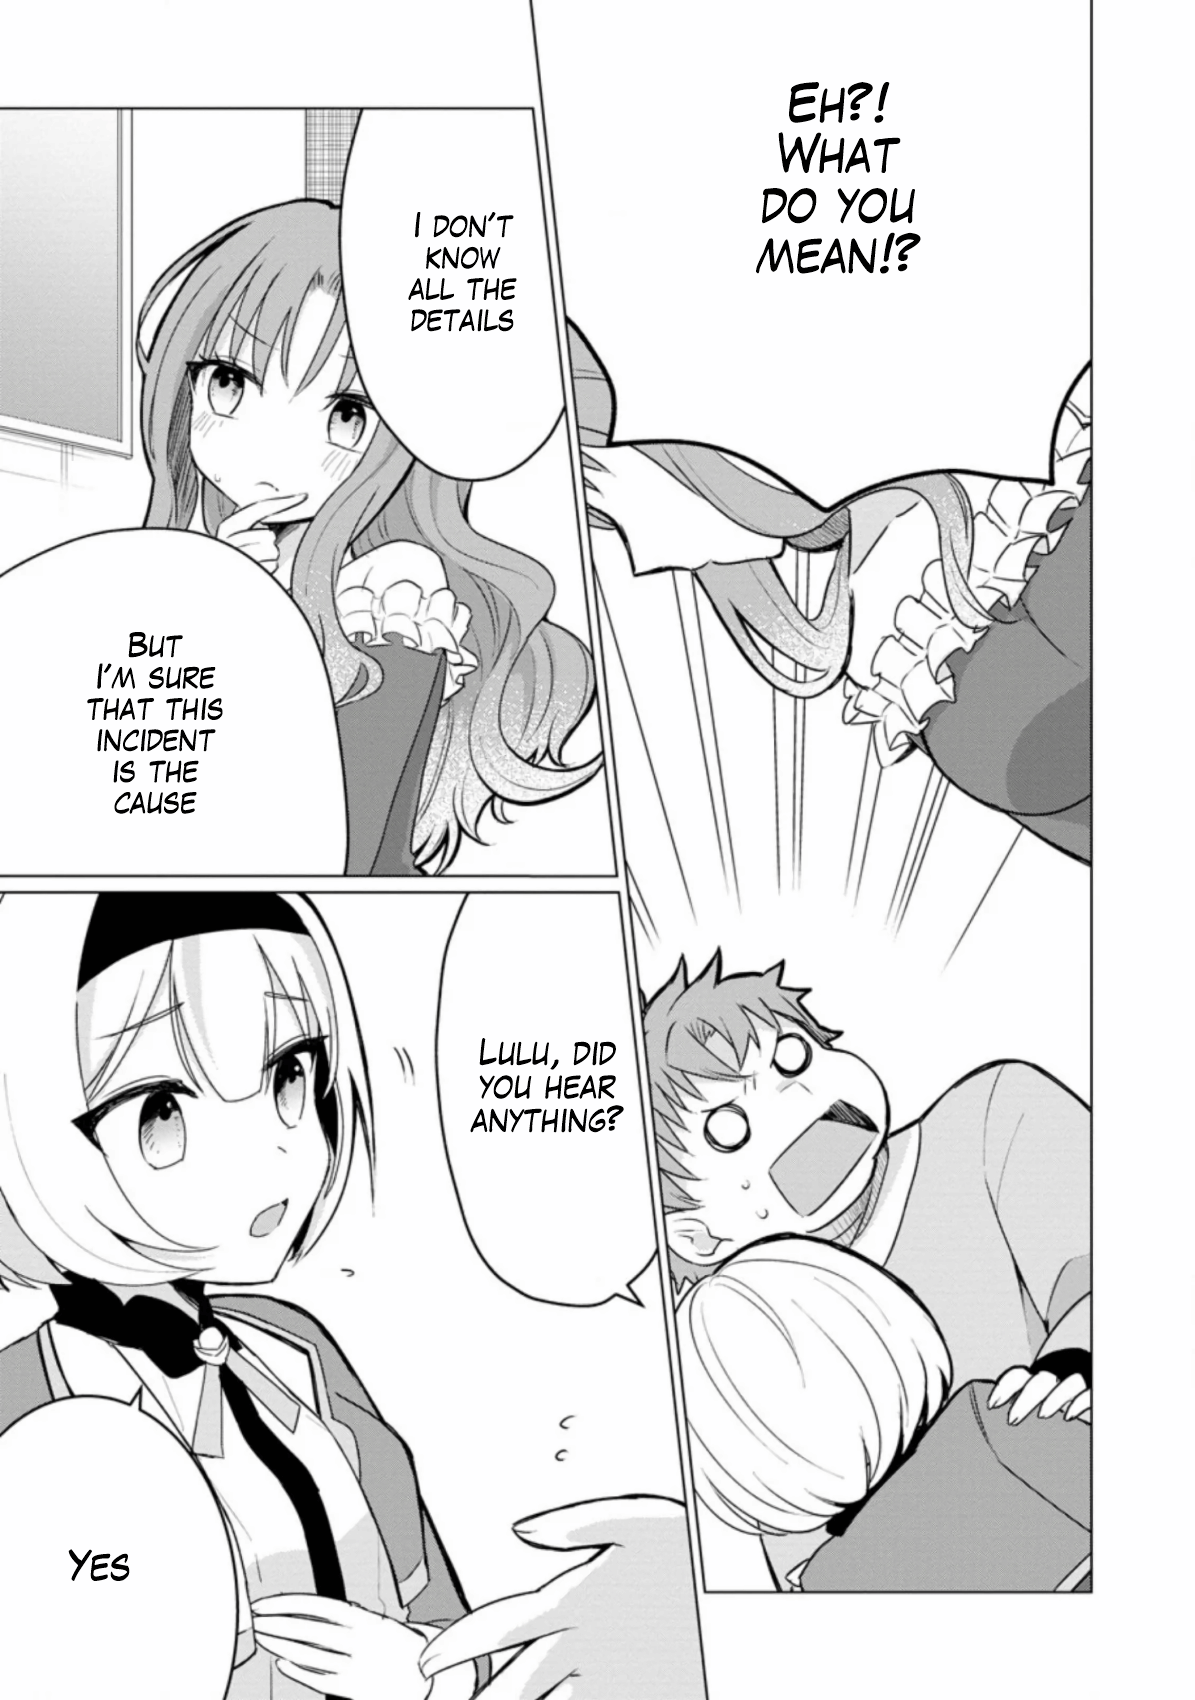 EH?!
WHAT
DO YOU
MEAN!?
I DON'T
KNOW
ALL THE
DETAILS
BUT
I'M SURE
THAT THIS
INCIDENT
IS THE
CAUSE
LULU, DID
YOU HEAR
ANYTHING?
YES